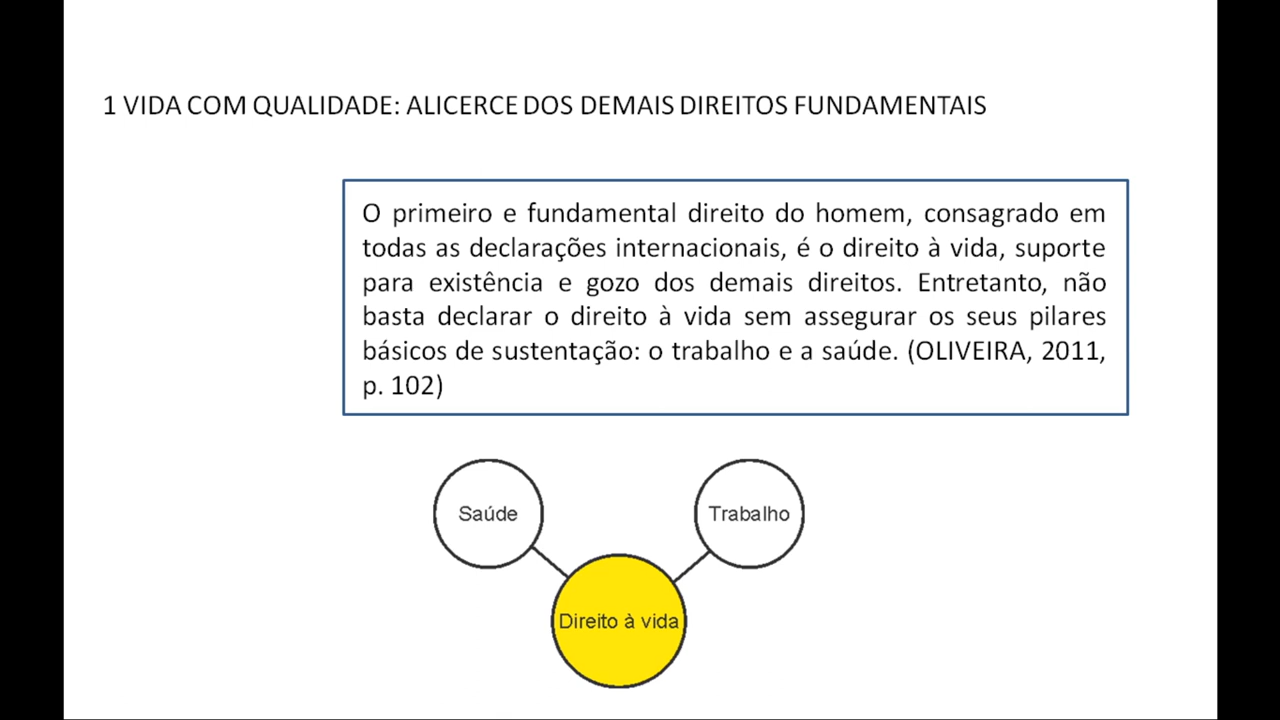 1 VIDA COM QUALIDADE: ALICERCE DOS DEMAIS DIREITOS FUNDAMENTAIS
O primeiro e fundamental direito do homem, consagrado em
todas as declarações internacionais, é o direito à vida, suporte
para existência e gozo dos demais direitos. Entretanto, não
basta declarar o direito à vida sem assegurar os seus pilares
básicos de sustentação: o trabalho e a saúde. (OLIVEIRA, 2011,
p. 102)
Saúde
Trabalho
Direito à vida